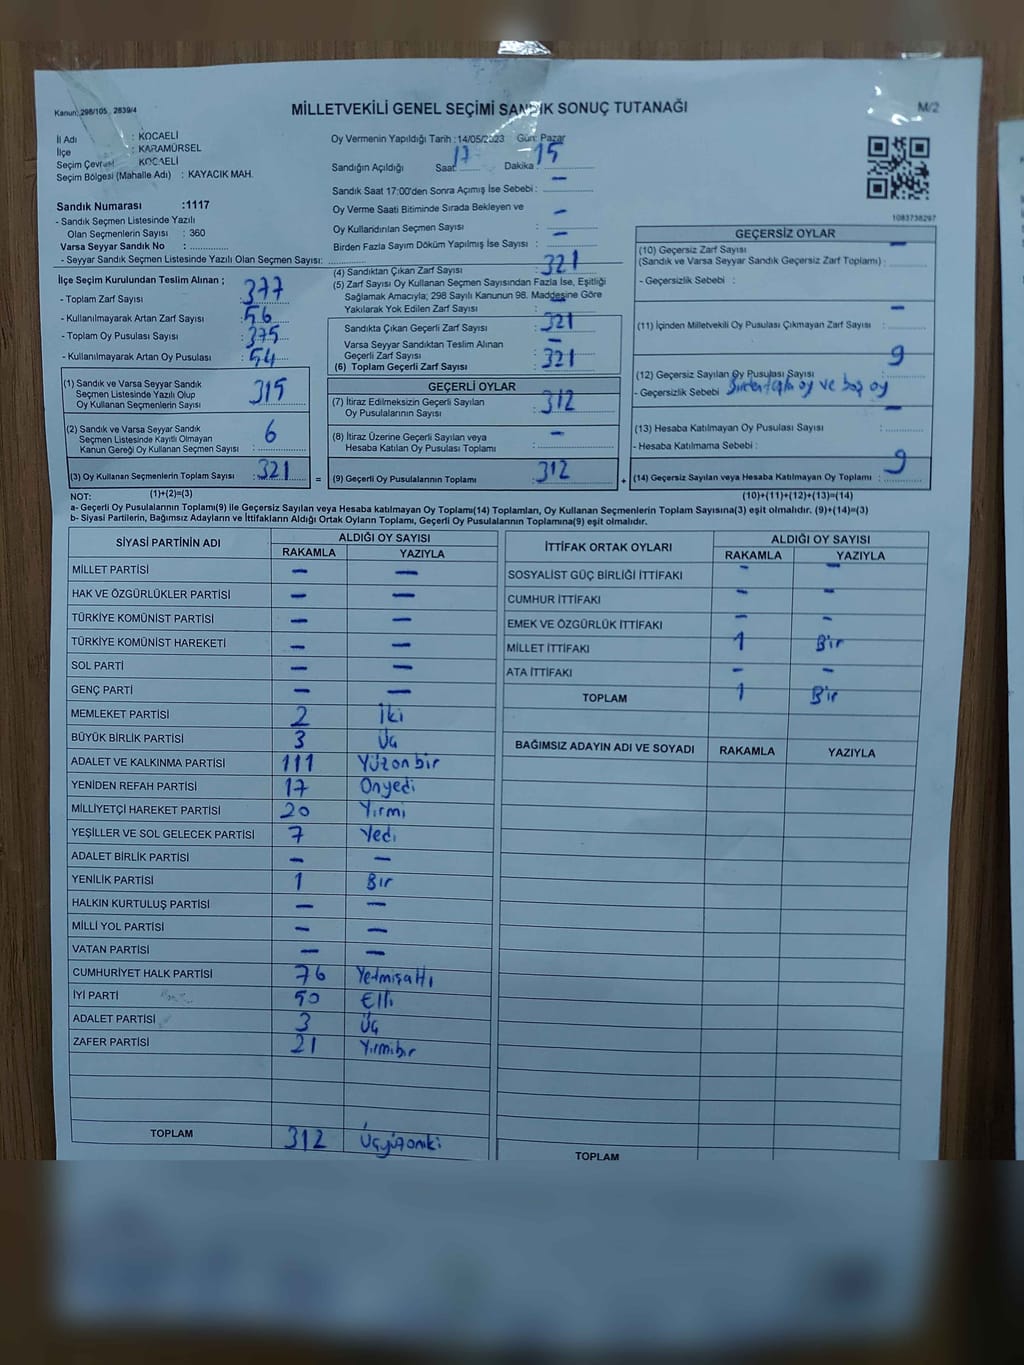 Kanun: 298/105 2839/4
MİLLETVEKİLİ GENEL SEÇİMİ SANDIK SONUÇ TUTANAĞI
M/2
İl Adı : KOCAELİ
İlçe : KARAMÜRSEL
Seçim Çevresi KOCAELİ
Seçim Bölgesi (Mahalle Adı) : KAYACIK MAH.
Sandık Numarası :1117
- Sandık Seçmen Listesinde Yazılı
Olan Seçmenlerin Sayısı : 360
Varsa Seyyar Sandık No :
- Seyyar Sandık Seçmen Listesinde Yazılı Olan Seçmen Sayısı:
Oy Vermenin Yapıldığı Tarih :14/05/2023 Gün: Pazar
Sandığın Açıldığı Saat 17 Dakika : 15
Sandık Saat 17:00'den Sonra Açımış İse Sebebi : –
Oy Verme Saati Bitiminde Sırada Bekleyen ve
Oy Kullandırılan Seçmen Sayısı : –
Birden Fazla Sayım Döküm Yapılmış İse Sayısı : –
1083738297
İlçe Seçim Kurulundan Teslim Alınan ;
- Toplam Zarf Sayısı : 377
- Kullanılmayarak Artan Zarf Sayısı : 56
- Toplam Oy Pusulası Sayısı : 375
- Kullanılmayarak Artan Oy Pusulası : 54
(1) Sandık ve Varsa Seyyar Sandık
Seçmen Listesinde Yazılı Olup
Oy Kullanan Seçmenlerin Sayısı : 315
(2) Sandık ve Varsa Seyyar Sandık
Seçmen Listesinde Kayıtlı Olmayan
Kanun Gereği Oy Kullanan Seçmen Sayısı : 6
(3) Oy Kullanan Seçmenlerin Toplam Sayısı : 321 =
(1)+(2)=(3)
(4) Sandıktan Çıkan Zarf Sayısı : 321
(5) Zarf Sayısı Oy Kullanan Seçmen Sayısından Fazla İse, Eşitliği
Sağlamak Amacıyla; 298 Sayılı Kanunun 98. Maddesine Göre
Yakılarak Yok Edilen Zarf Sayısı : –
Sandıkta Çıkan Geçerli Zarf Sayısı : 321
Varsa Seyyar Sandıktan Teslim Alınan
Geçerli Zarf Sayısı : –
(6) Toplam Geçerli Zarf Sayısı : 321
GEÇERLİ OYLAR
(7) İtiraz Edilmeksizin Geçerli Sayılan
Oy Pusulalarının Sayısı : 312
(8) İtiraz Üzerine Geçerli Sayılan veya
Hesaba Katılan Oy Pusulası Toplamı : –
(9) Geçerli Oy Pusulalarının Toplamı : 312 +
GEÇERSİZ OYLAR
(10) Geçersiz Zarf Sayısı
(Sandık ve Varsa Seyyar Sandık Geçersiz Zarf Toplamı) : –
- Geçersizlik Sebebi :
(11) İçinden Milletvekili Oy Pusulası Çıkmayan Zarf Sayısı : –
(12) Geçersiz Sayılan Oy Pusulası Sayısı : 9
- Geçersizlik Sebebi Birden fazla oy ve boş oy
(13) Hesaba Katılmayan Oy Pusulası Sayısı : –
- Hesaba Katılmama Sebebi :
(14) Geçersiz Sayılan veya Hesaba Katılmayan Oy Toplamı : 9
(10)+(11)+(12)+(13)=(14)
NOT:
a- Geçerli Oy Pusulaları(9) ile Geçersiz Sayılan veya Hesaba katılmayan Oy Toplamı(14) Toplamları, Oy Kullanan Seçmenlerin Toplam Sayısına(3) eşit olmalıdır. (9)+(14)=(3)
b- Siyasi Partilerin, Bağımsız Adayların ve İttifakların Aldığı Ortak Oyların Toplamı, Geçerli Oy Pusulalarının Toplamına(9) eşit olmalıdır.
SİYASİ PARTİNİN ADI ALDIĞI OY SAYISI
RAKAMLA YAZIYLA
MİLLET PARTİSİ – –
HAK VE ÖZGÜRLÜKLER PARTİSİ – –
TÜRKİYE KOMÜNİST PARTİSİ – –
TÜRKİYE KOMÜNİST HAREKETİ – –
SOL PARTİ – –
GENÇ PARTİ – –
MEMLEKET PARTİSİ 2 İki
BÜYÜK BİRLİK PARTİSİ 3 Üç
ADALET VE KALKINMA PARTİSİ 111 Yüzonbir
YENİDEN REFAH PARTİSİ 17 Onyedi
MİLLİYETÇİ HAREKET PARTİSİ 20 Yirmi
YEŞİLLER VE SOL GELECEK PARTİSİ 7 Yedi
ADALET BİRLİK PARTİSİ – –
YENİLİK PARTİSİ 1 Bir
HALKIN KURTULUŞ PARTİSİ – –
MİLLİ YOL PARTİSİ – –
VATAN PARTİSİ – –
CUMHURİYET HALK PARTİSİ 76 Yetmişaltı
İYİ PARTİ 50 Elli
ADALET PARTİSİ 3 Üç
ZAFER PARTİSİ 21 Yirmibir
TOPLAM 312 Üçyüzoniki
İTTİFAK ORTAK OYLARI ALDIĞI OY SAYISI
RAKAMLA YAZIYLA
SOSYALİST GÜÇ BİRLİĞİ İTTİFAKI – –
CUMHUR İTTİFAKI – –
EMEK VE ÖZGÜRLÜK İTTİFAKI – –
MİLLET İTTİFAKI 1 Bir
ATA İTTİFAKI – –
TOPLAM 1 Bir
BAĞIMSIZ ADAYIN ADI VE SOYADI RAKAMLA YAZIYLA
TOPLAM